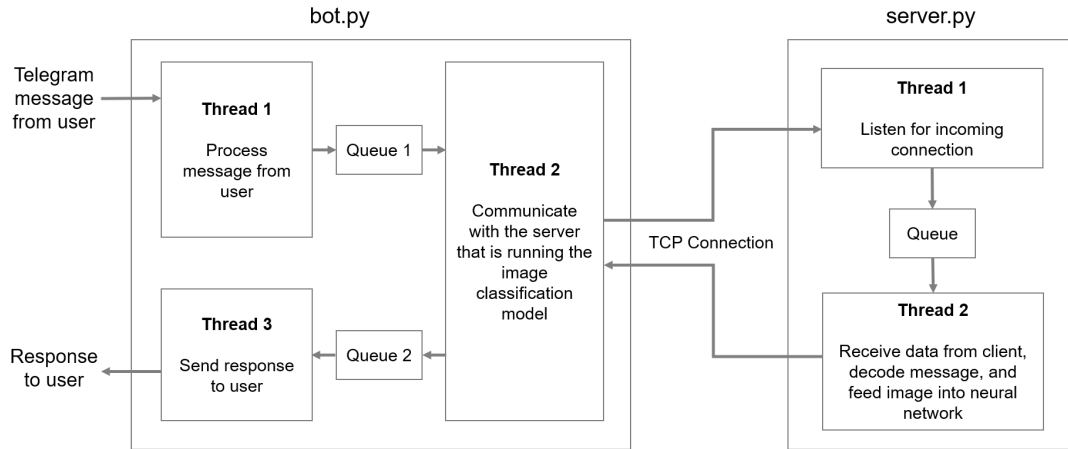 bot.py
server.py
Telegram
message
from user
Thread 1
Process
message from
user
Queue 1
Thread 2
Communicate
with the server
that is running the
image
classification
model
Thread 3
Send response
to user
Queue 2
Response
to user
TCP Connection
Thread 1
Listen for incoming
connection
Queue
Thread 2
Receive data from client,
decode message, and
feed image into neural
network